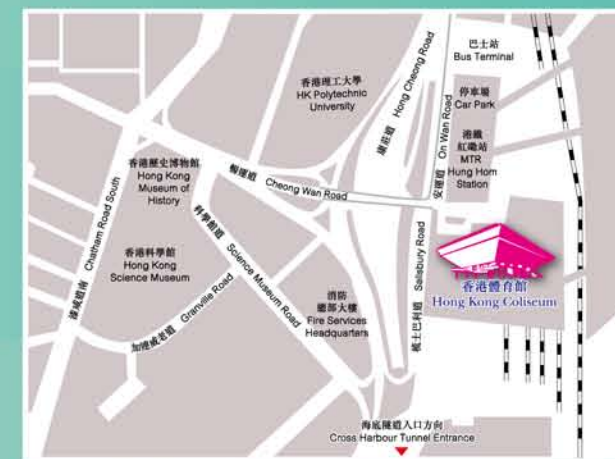 巴士站
Bus Terminal
停車場
Car Park
港鐵
紅磡站
MTR
Hung Hom
Station
香港理工大學
HK Polytechnic
University
康莊道 Hong Cheong Road
安運道 On Wan Road
香港歷史博物館
Hong Kong
Museum of
History
暢運道 Cheong Wan Road
漆咸道南 Chatham Road South
科學館道 Science Museum Road
香港科學館
Hong Kong
Science Museum
加連威老道 Granville Road
消防
總部大樓
Fire Services
Headquarters
梳士巴利道 Salisbury Road
香港體育館
Hong Kong Coliseum
海底隧道入口方向
Cross Harbour Tunnel Entrance